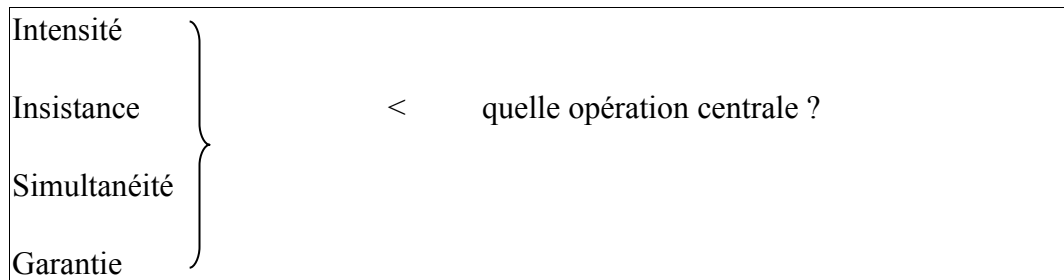 Intensité
Insistance < quelle opération centrale ?
Simultanéité
Garantie